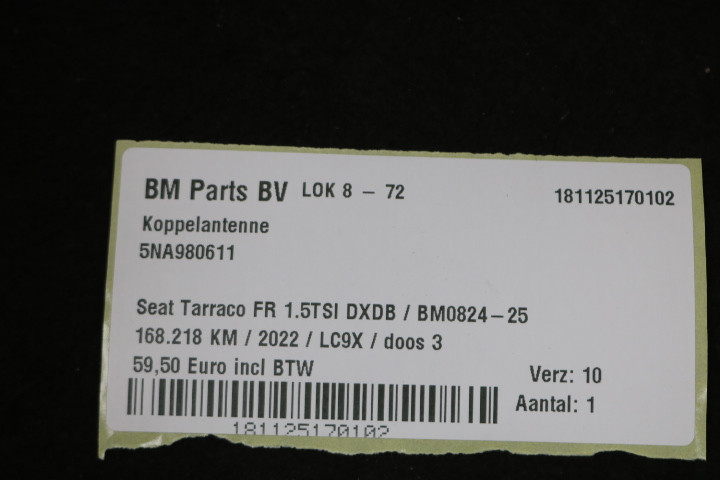 BM Parts BV LOK 8 - 72 181125170102
Koppelantenne
5NA980611
Seat Tarraco FR 1.5TSI DXDB / BM0824-25
168.218 KM / 2022 / LC9X / doos 3
59,50 Euro incl BTW
Verz: 10
Aantal: 1
181125170102